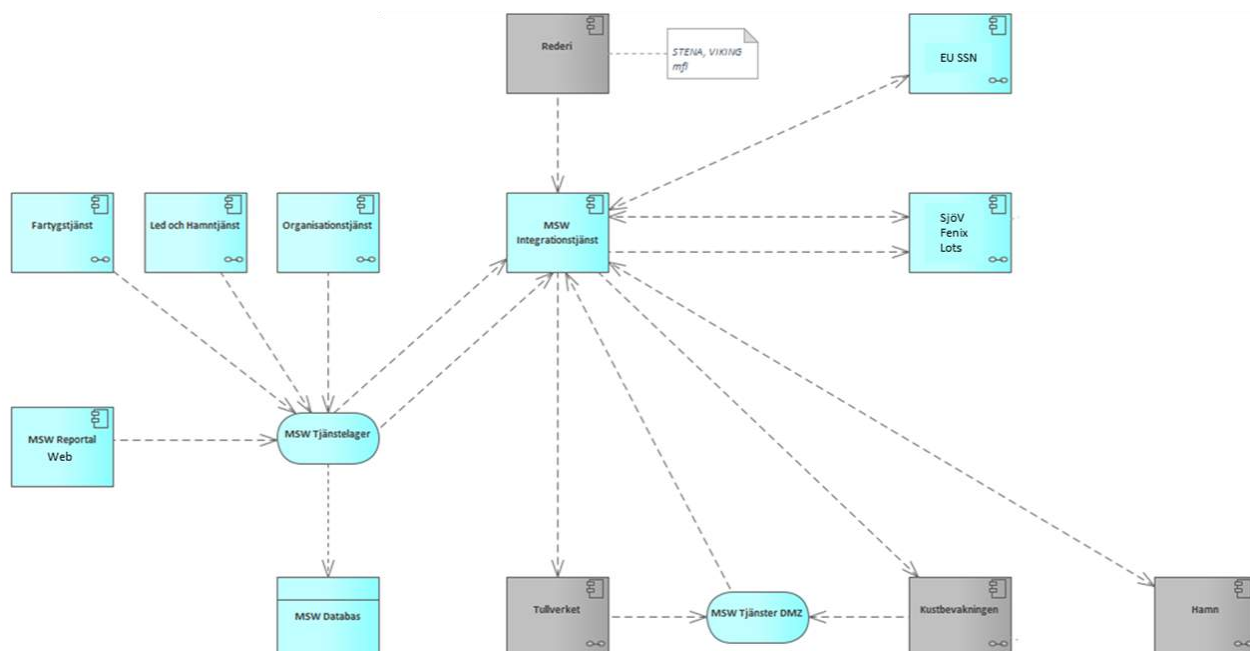 Rederi
STENA, VIKING
mfl
EU SSN
Fartygstjänst
Led och Hamntjänst
Organisationstjänst
MSW
Integrationstjänst
SjöV
Fenix
Lots
MSW Reportal
Web
MSW Tjänstelager
MSW Databas
Tullverket
MSW Tjänster DMZ
Kustbevakningen
Hamn